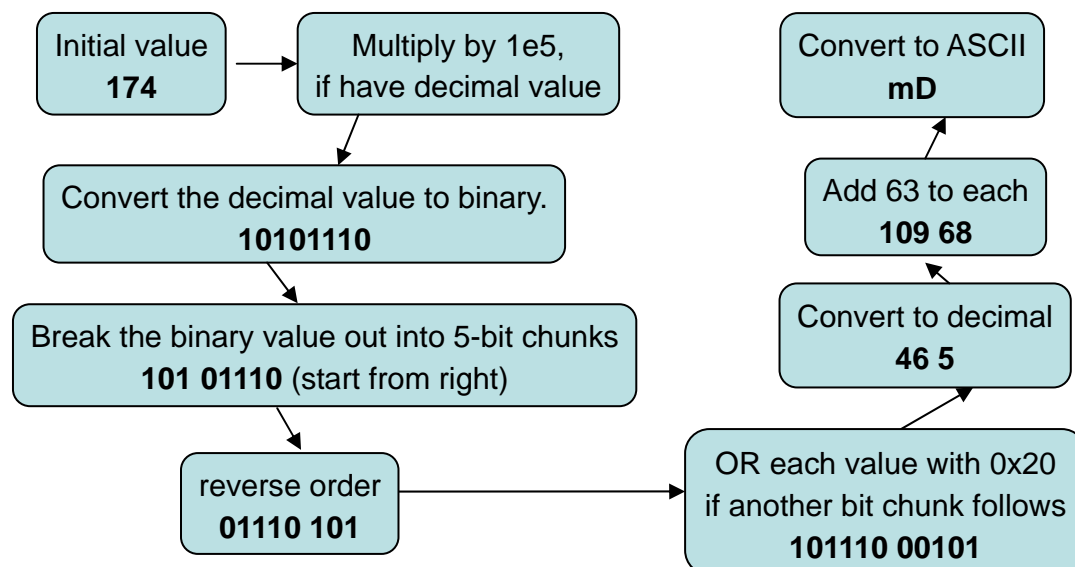 Initial value
174
Multiply by 1e5,
if have decimal value
Convert the decimal value to binary.
10101110
Break the binary value out into 5-bit chunks
101 01110 (start from right)
reverse order
01110 101
OR each value with 0x20
if another bit chunk follows
101110 00101
Convert to decimal
46 5
Add 63 to each
109 68
Convert to ASCII
mD